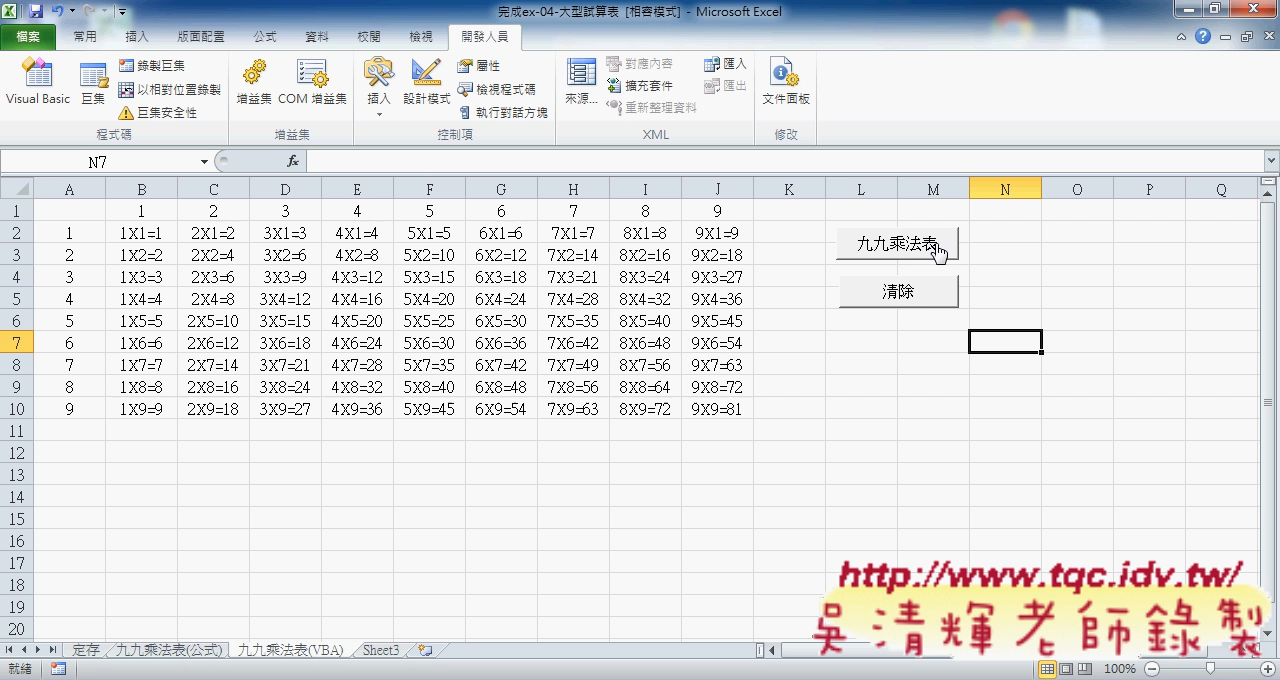 完成ex-04-大型試算表 [相容模式] - Microsoft Excel
檔案 常用 插入 版面配置 公式 資料 校閱 檢視 開發人員
Visual Basic 巨集 錄製巨集 以相對位置錄製 巨集安全性 程式碼
增益集 COM 增益集 增益集
插入 設計模式 屬性 檢視程式碼 執行對話方塊 控制項
來源... 對應內容 擴充套件 重新整理資料 匯入 匯出 XML
文件面板 修改
N7 fx
A B C D E F G H I J K L M N O P Q
1 1 2 3 4 5 6 7 8 9
2 1 1X1=1 2X1=2 3X1=3 4X1=4 5X1=5 6X1=6 7X1=7 8X1=8 9X1=9
3 2 1X2=2 2X2=4 3X2=6 4X2=8 5X2=10 6X2=12 7X2=14 8X2=16 9X2=18
4 3 1X3=3 2X3=6 3X3=9 4X3=12 5X3=15 6X3=18 7X3=21 8X3=24 9X3=27
5 4 1X4=4 2X4=8 3X4=12 4X4=16 5X4=20 6X4=24 7X4=28 8X4=32 9X4=36
6 5 1X5=5 2X5=10 3X5=15 4X5=20 5X5=25 6X5=30 7X5=35 8X5=40 9X5=45
7 6 1X6=6 2X6=12 3X6=18 4X6=24 5X6=30 6X6=36 7X6=42 8X6=48 9X6=54
8 7 1X7=7 2X7=14 3X7=21 4X7=28 5X7=35 6X7=42 7X7=49 8X7=56 9X7=63
9 8 1X8=8 2X8=16 3X8=24 4X8=32 5X8=40 6X8=48 7X8=56 8X8=64 9X8=72
10 9 1X9=9 2X9=18 3X9=27 4X9=36 5X9=45 6X9=54 7X9=63 8X9=72 9X9=81
九九乘法表
清除
11
12
13
14
15
16
17
18
19
20
http://www.tqc.idv.tw/
吳清輝老師錄製
定存 九九乘法表(公式) 九九乘法表(VBA) Sheet3
就緒 100%